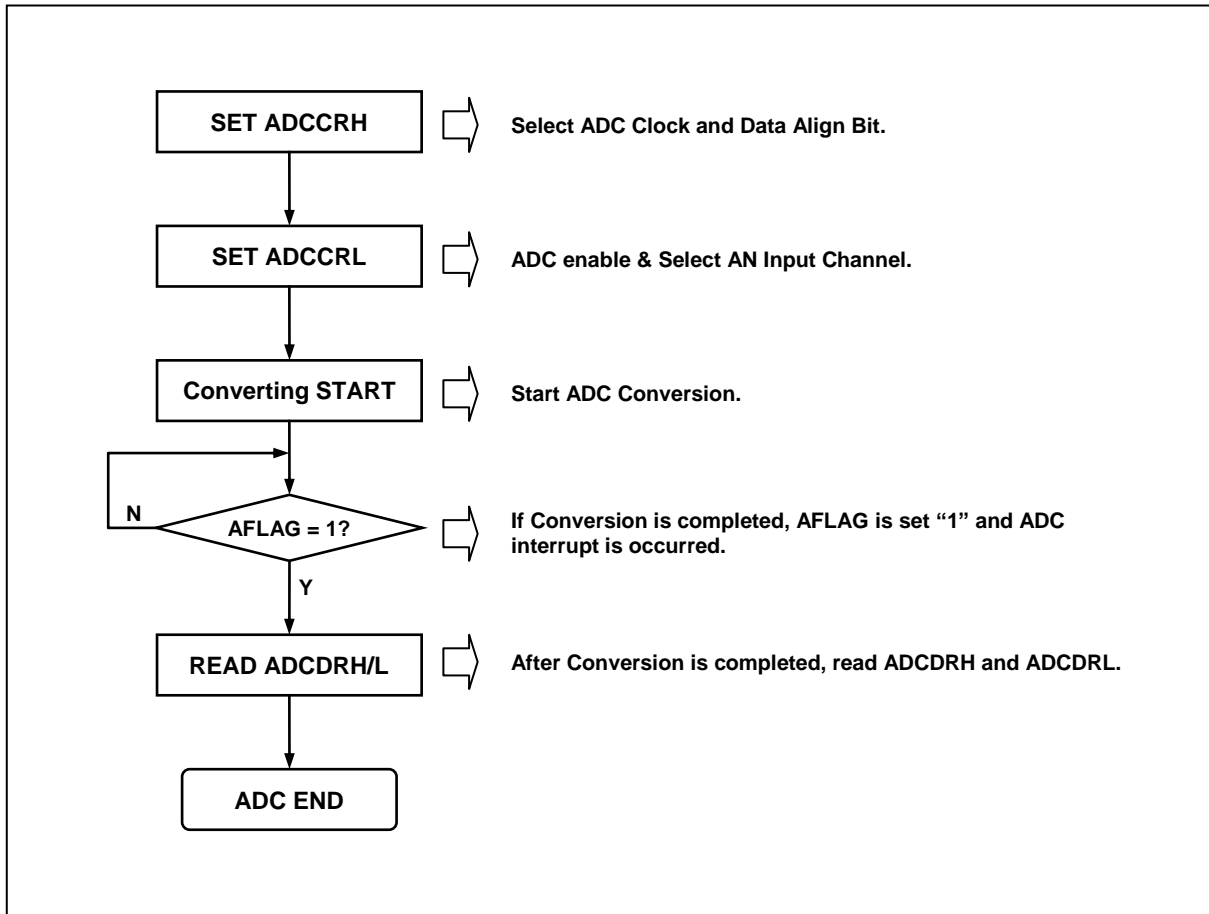 SET ADCCRH
Select ADC Clock and Data Align Bit.
SET ADCCRL
ADC enable & Select AN Input Channel.
Converting START
Start ADC Conversion.
N
AFLAG = 1?
If Conversion is completed, AFLAG is set “1” and ADC
interrupt is occurred.
Y
READ ADCDRH/L
After Conversion is completed, read ADCDRH and ADCDRL.
ADC END